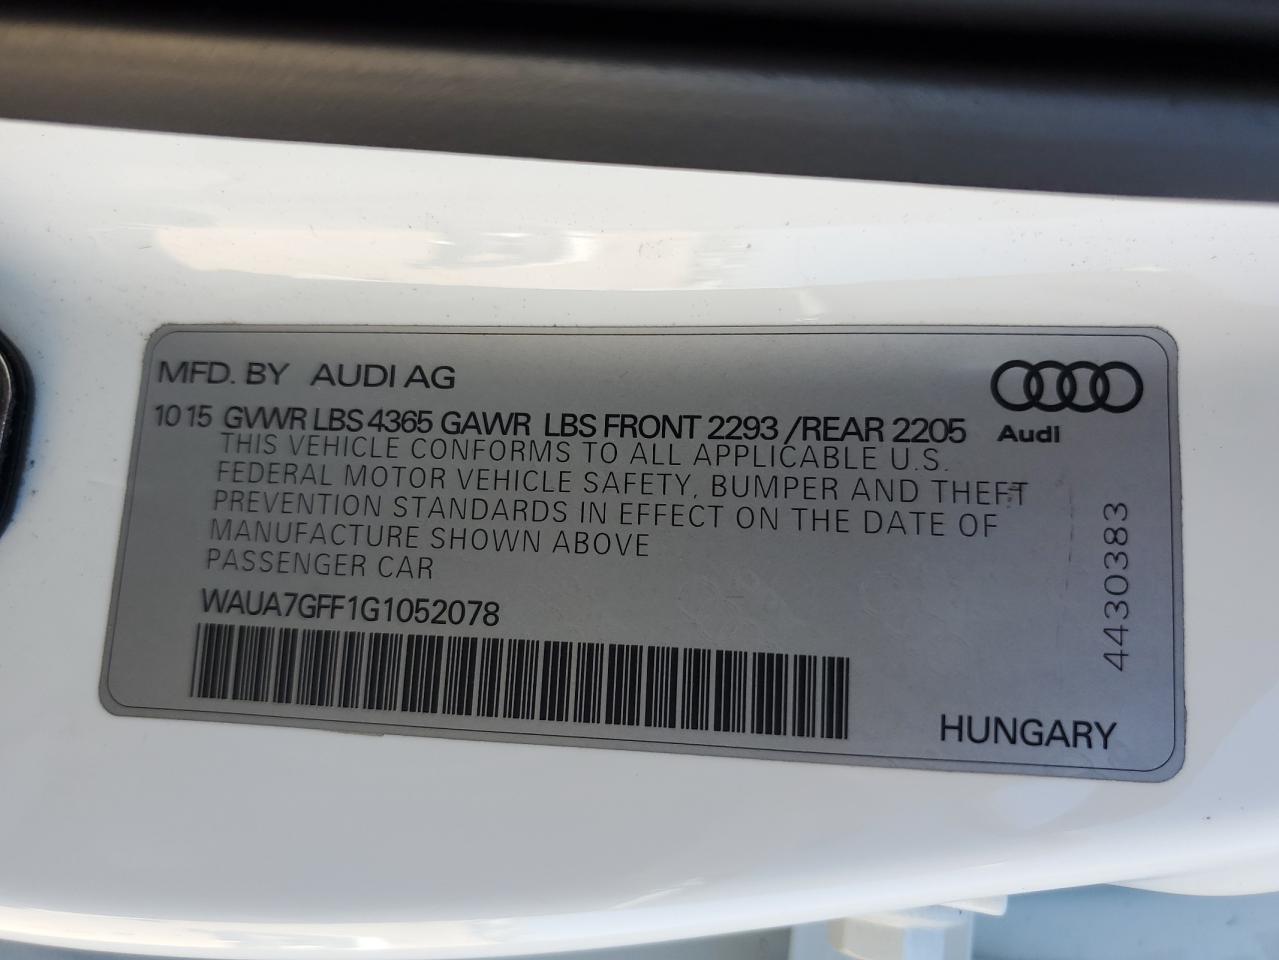 MFD. BY AUDI AG
10 15 GVWR LBS 4365 GAWR LBS FRONT 2293 /REAR 2205
Audi
THIS VEHICLE CONFORMS TO ALL APPLICABLE U.S.
FEDERAL MOTOR VEHICLE SAFETY, BUMPER AND THEFT
PREVENTION STANDARDS IN EFFECT ON THE DATE OF
MANUFACTURE SHOWN ABOVE
PASSENGER CAR
WAUA7GFF1G1052078
4430383
HUNGARY